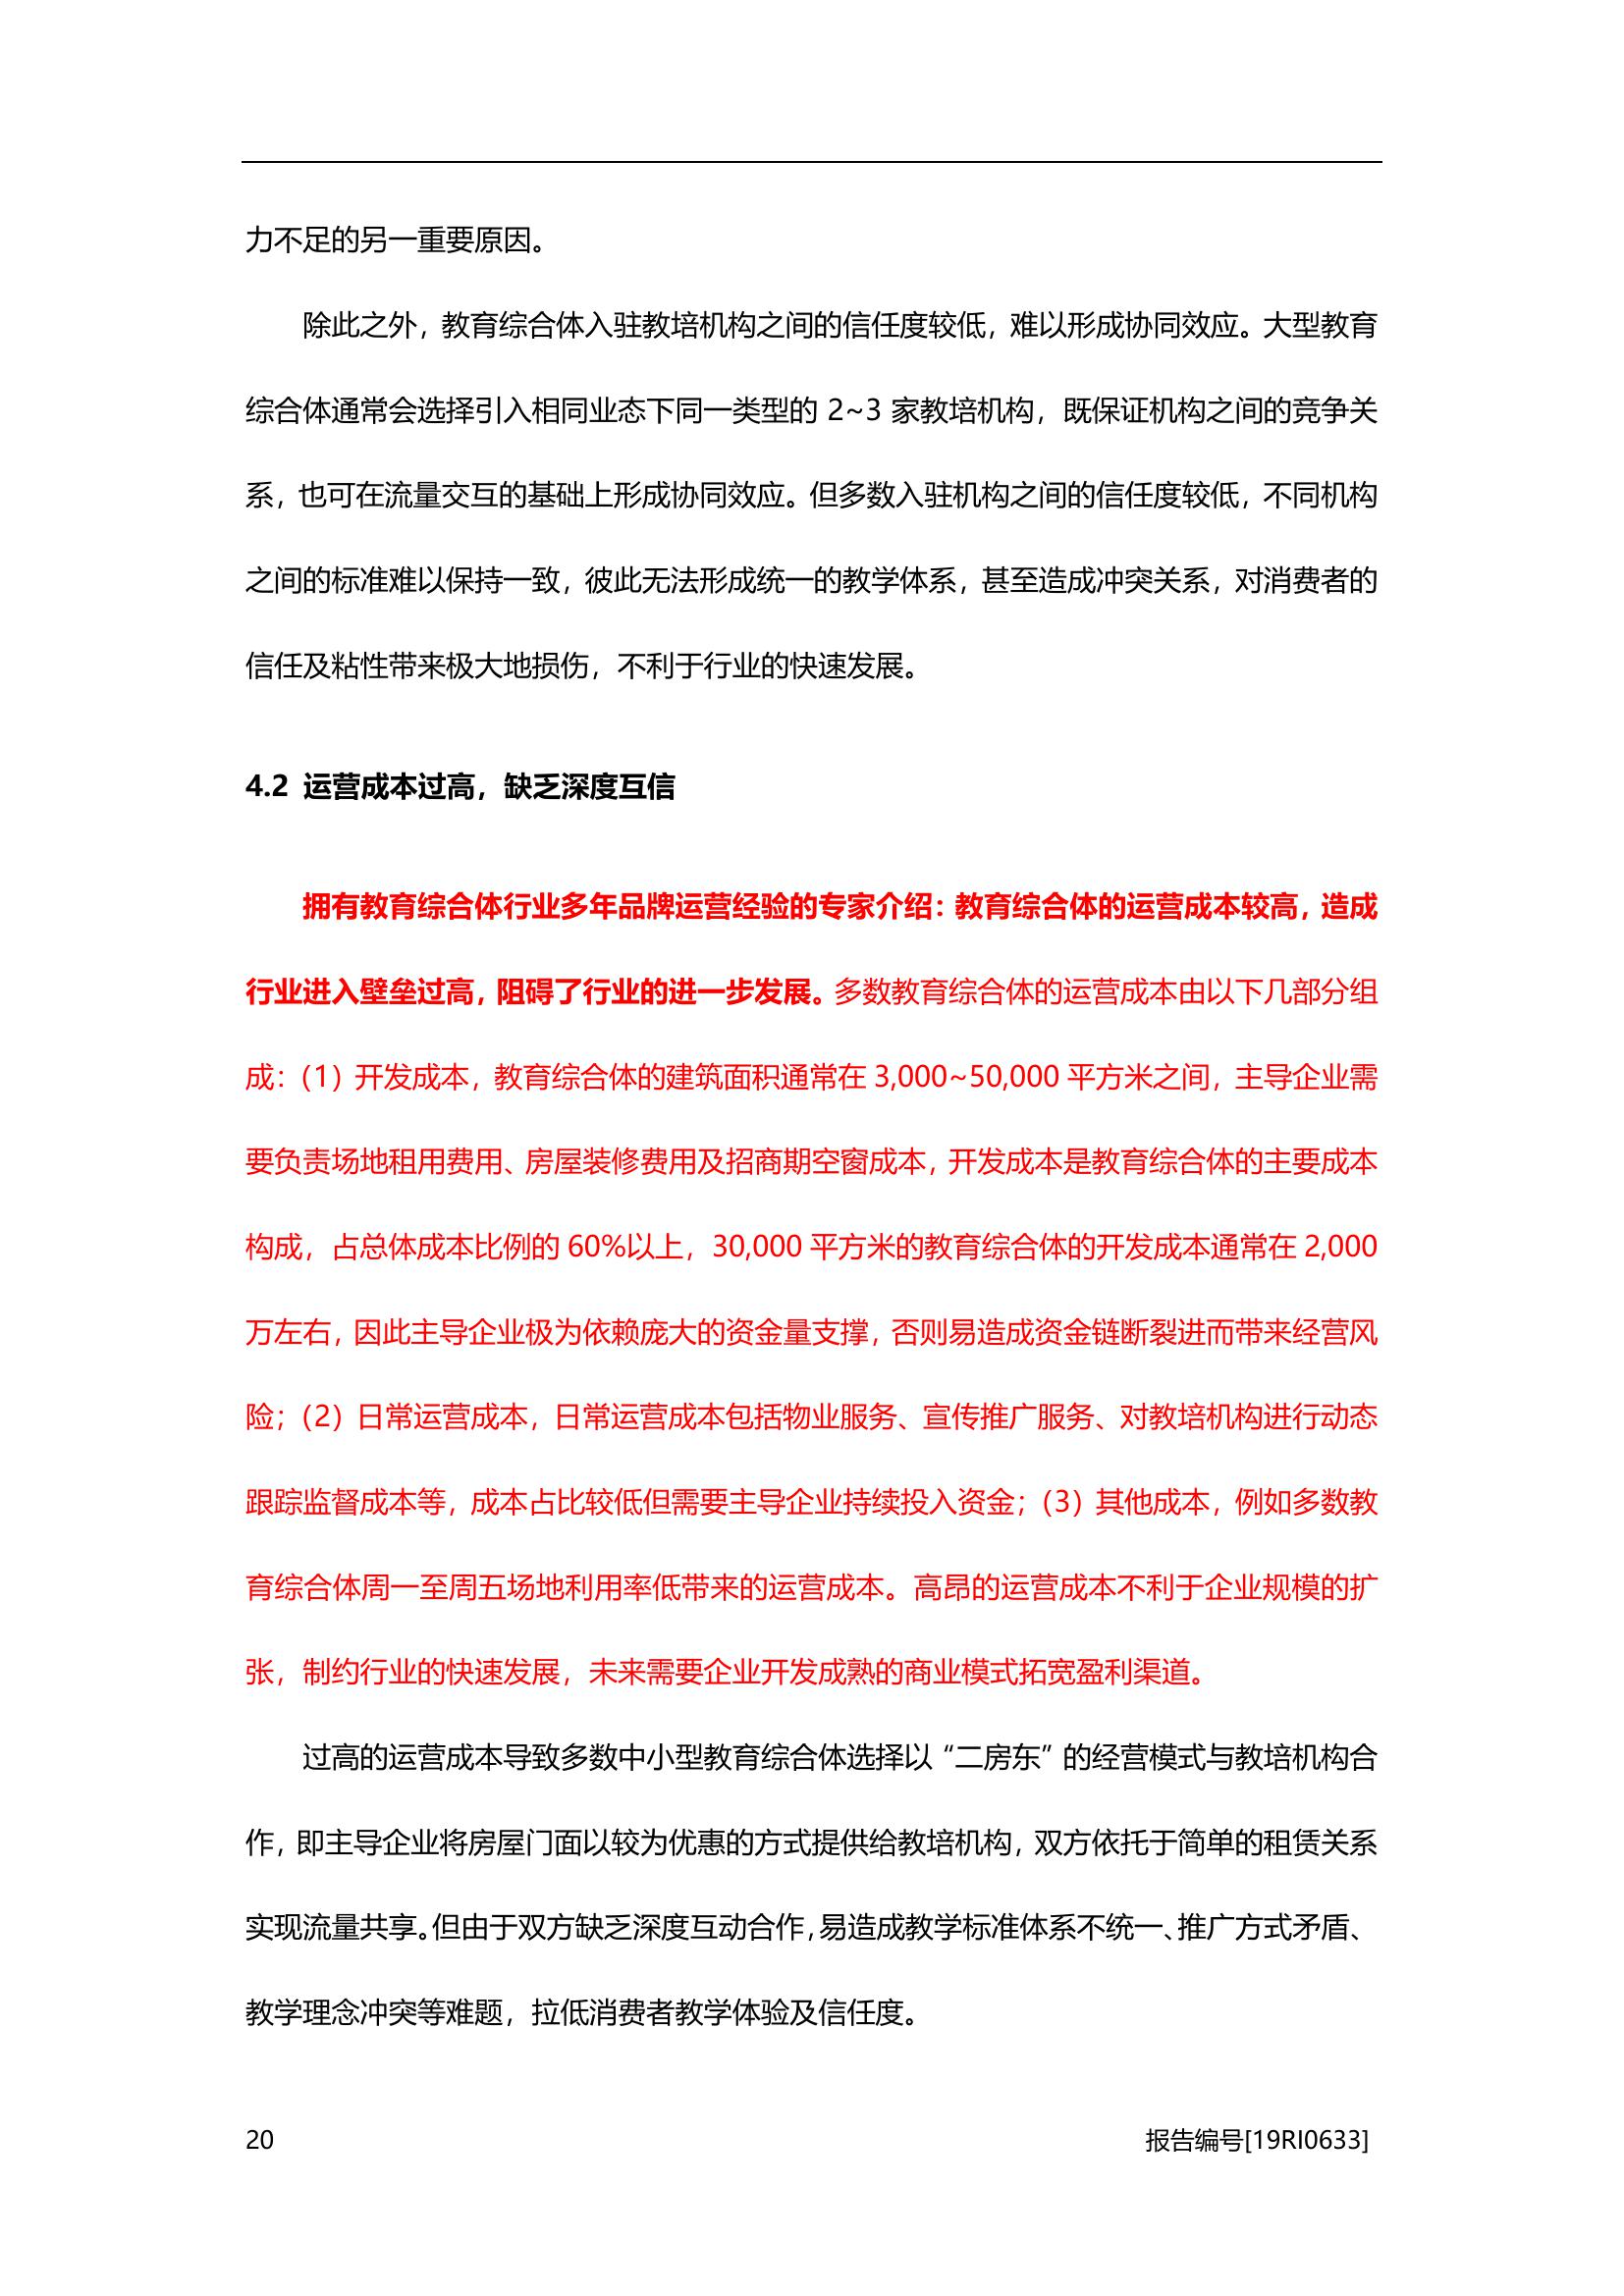 力不足的另一重要原因。
除此之外，教育综合体入驻教培机构之间的信任度较低，难以形成协同效应。大型教育
综合体通常会选择引入相同业态下同一类型的 2~3 家教培机构，既保证机构之间的竞争关
系，也可在流量交互的基础上形成协同效应。但多数入驻机构之间的信任度较低，不同机构
之间的标准难以保持一致，彼此无法形成统一的教学体系，甚至造成冲突关系，对消费者的
信任及粘性带来极大地损伤，不利于行业的快速发展。
4.2 运营成本过高，缺乏深度互信
拥有教育综合体行业多年品牌运营经验的专家介绍：教育综合体的运营成本较高，造成
行业进入壁垒过高，阻碍了行业的进一步发展。多数教育综合体的运营成本由以下几部分组
成：（1）开发成本，教育综合体的建筑面积通常在 3,000~50,000 平方米之间，主导企业需
要负责场地租用费用、房屋装修费用及招商期空窗成本，开发成本是教育综合体的主要成本
构成，占总体成本比例的 60%以上，30,000 平方米的教育综合体的开发成本通常在 2,000
万左右，因此主导企业极为依赖庞大的资金量支撑，否则易造成资金链断裂进而带来经营风
险；（2）日常运营成本，日常运营成本包括物业服务、宣传推广服务、对教培机构进行动态
跟踪监督成本等，成本占比较低但需要主导企业持续投入资金；（3）其他成本，例如多数教
育综合体周一至周五场地利用率低带来的运营成本。高昂的运营成本不利于企业规模的扩
张，制约行业的快速发展，未来需要企业开发成熟的商业模式拓宽盈利渠道。
过高的运营成本导致多数中小型教育综合体选择以“二房东”的经营模式与教培机构合
作，即主导企业将房屋门面以较为优惠的方式提供给教培机构，双方依托于简单的租赁关系
实现流量共享。但由于双方缺乏深度互动合作，易造成教学标准体系不统一、推广方式矛盾、
教学理念冲突等难题，拉低消费者教学体验及信任度。
20 报告编号[19RI0633]